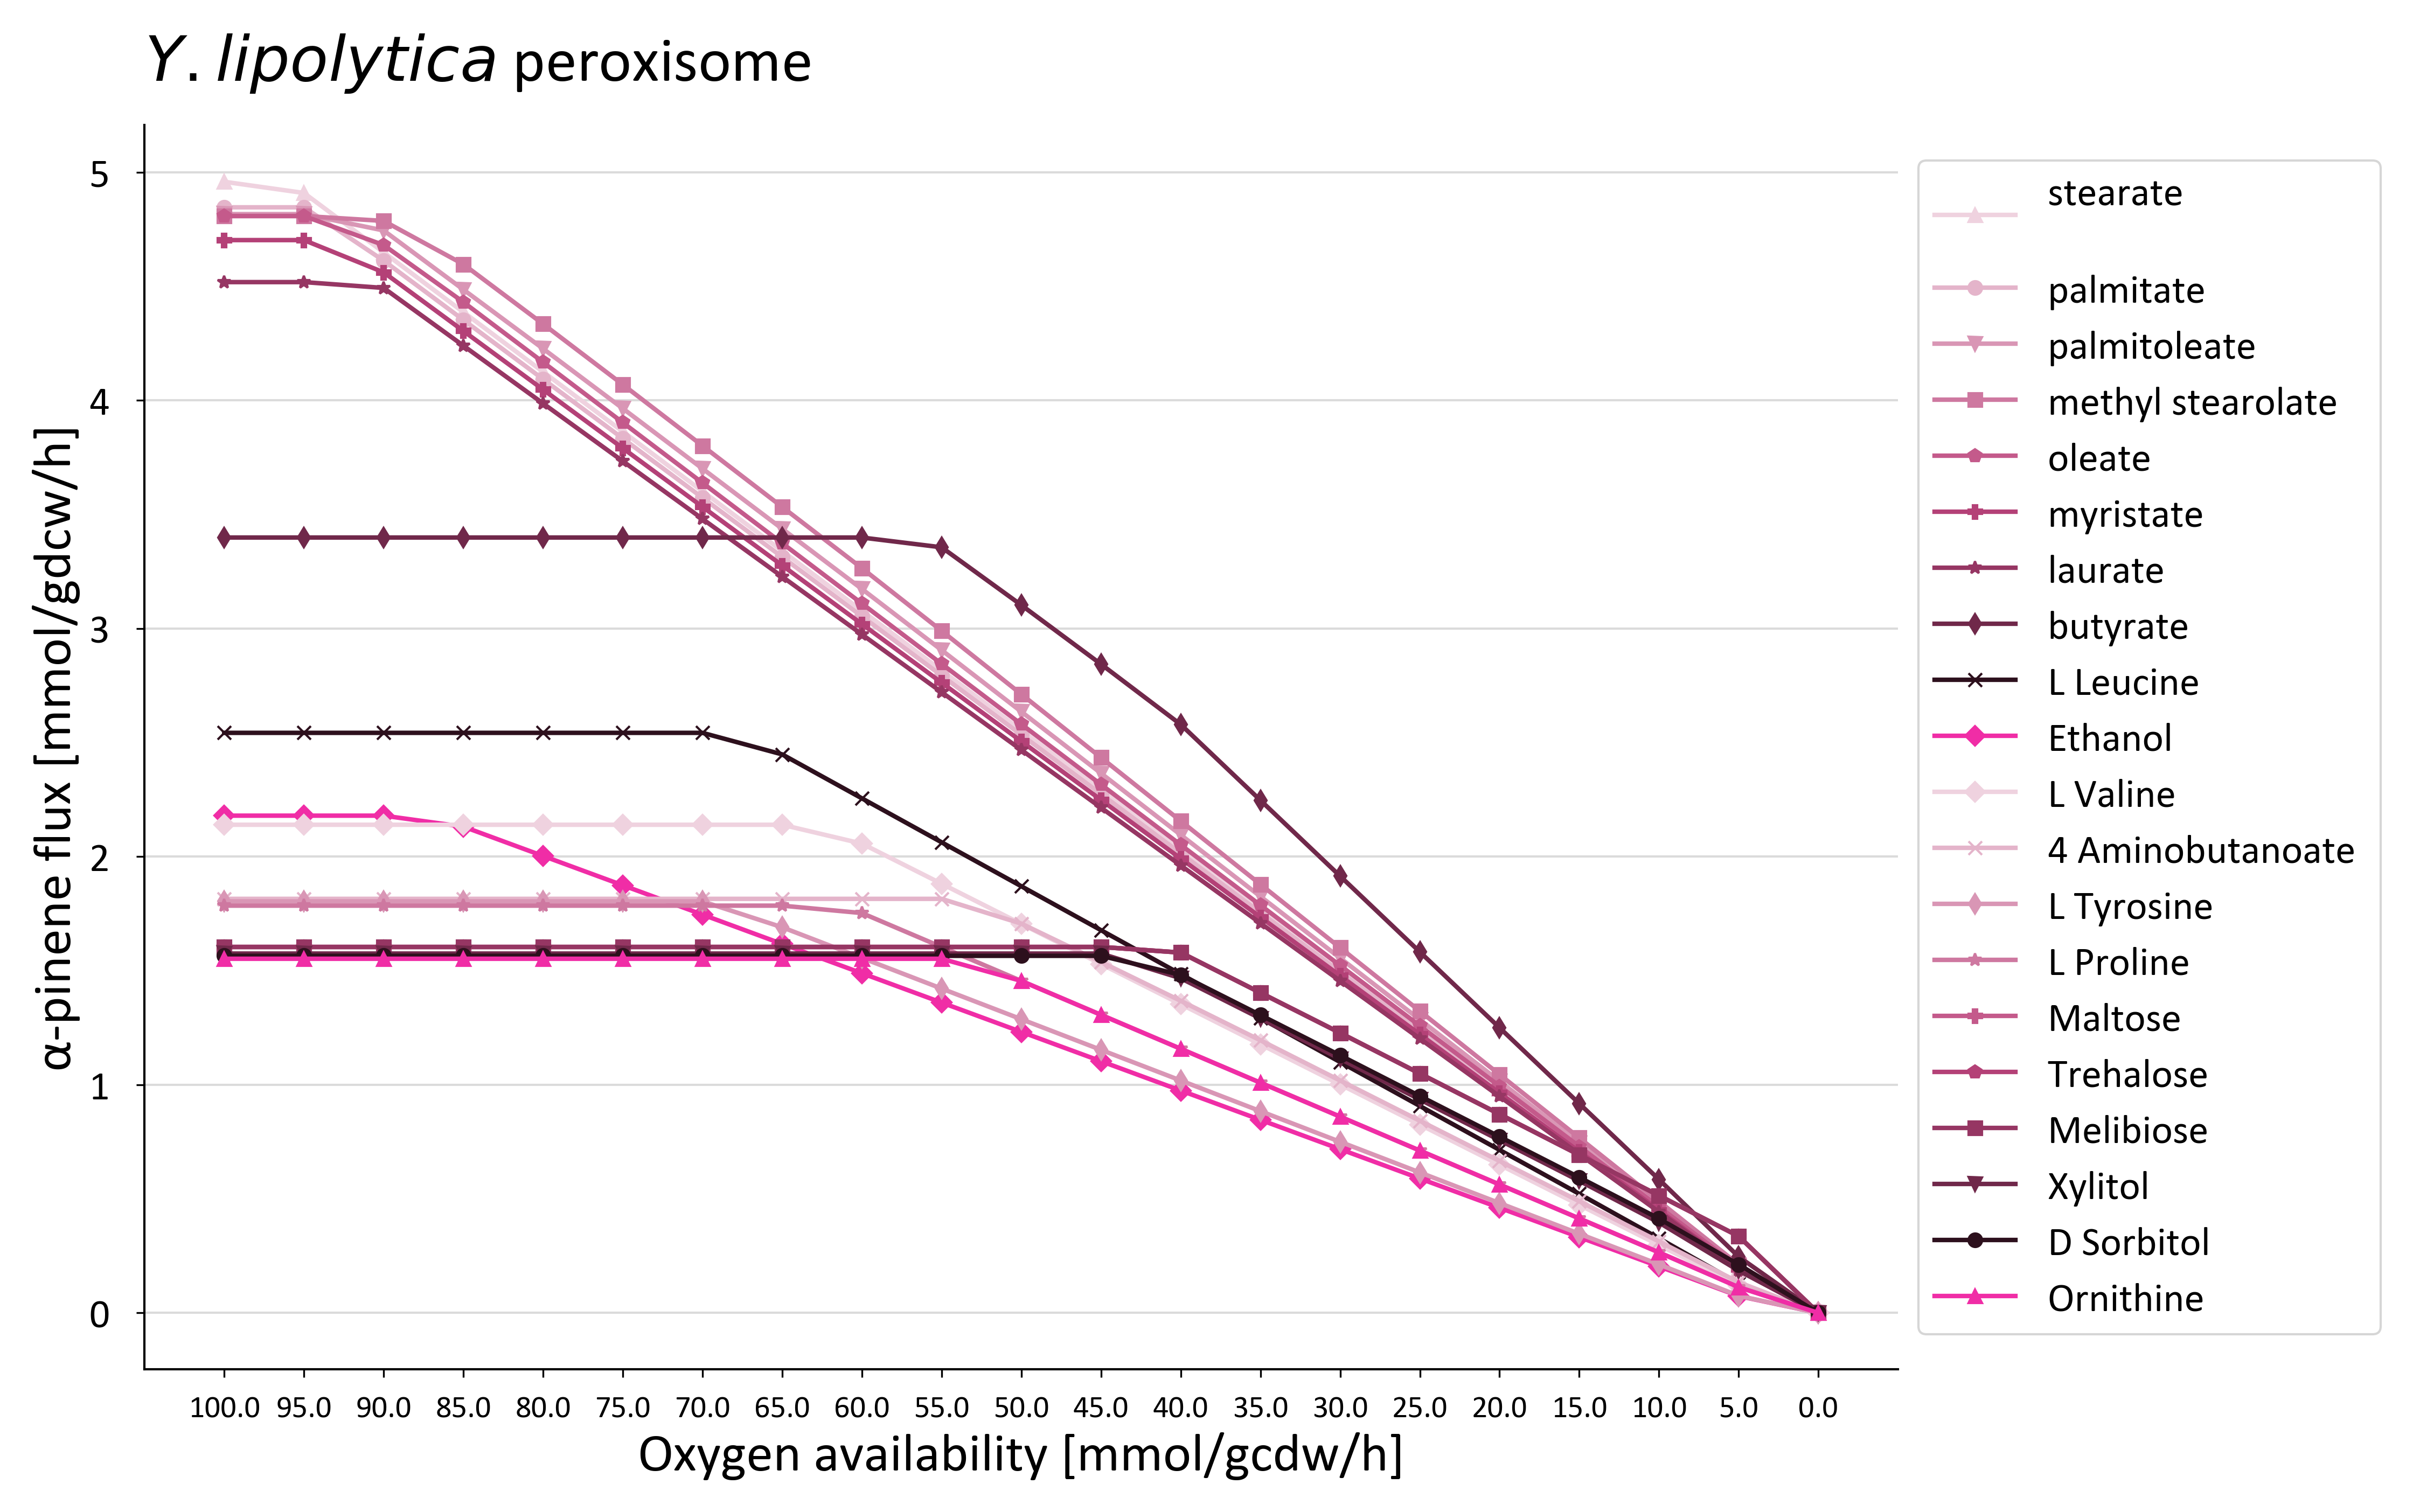 Y. lipolytica peroxisome
α-pinene flux [mmol/gdcw/h]
5
4
3
2
1
0
100.0 95.0 90.0 85.0 80.0 75.0 70.0 65.0 60.0 55.0 50.0 45.0 40.0 35.0 30.0 25.0 20.0 15.0 10.0 5.0 0.0
Oxygen availability [mmol/gcdw/h]
stearate
palmitate
palmitoleate
methyl stearolate
oleate
myristate
laurate
butyrate
L Leucine
Ethanol
L Valine
4 Aminobutanoate
L Tyrosine
L Proline
Maltose
Trehalose
Melibiose
Xylitol
D Sorbitol
Ornithine